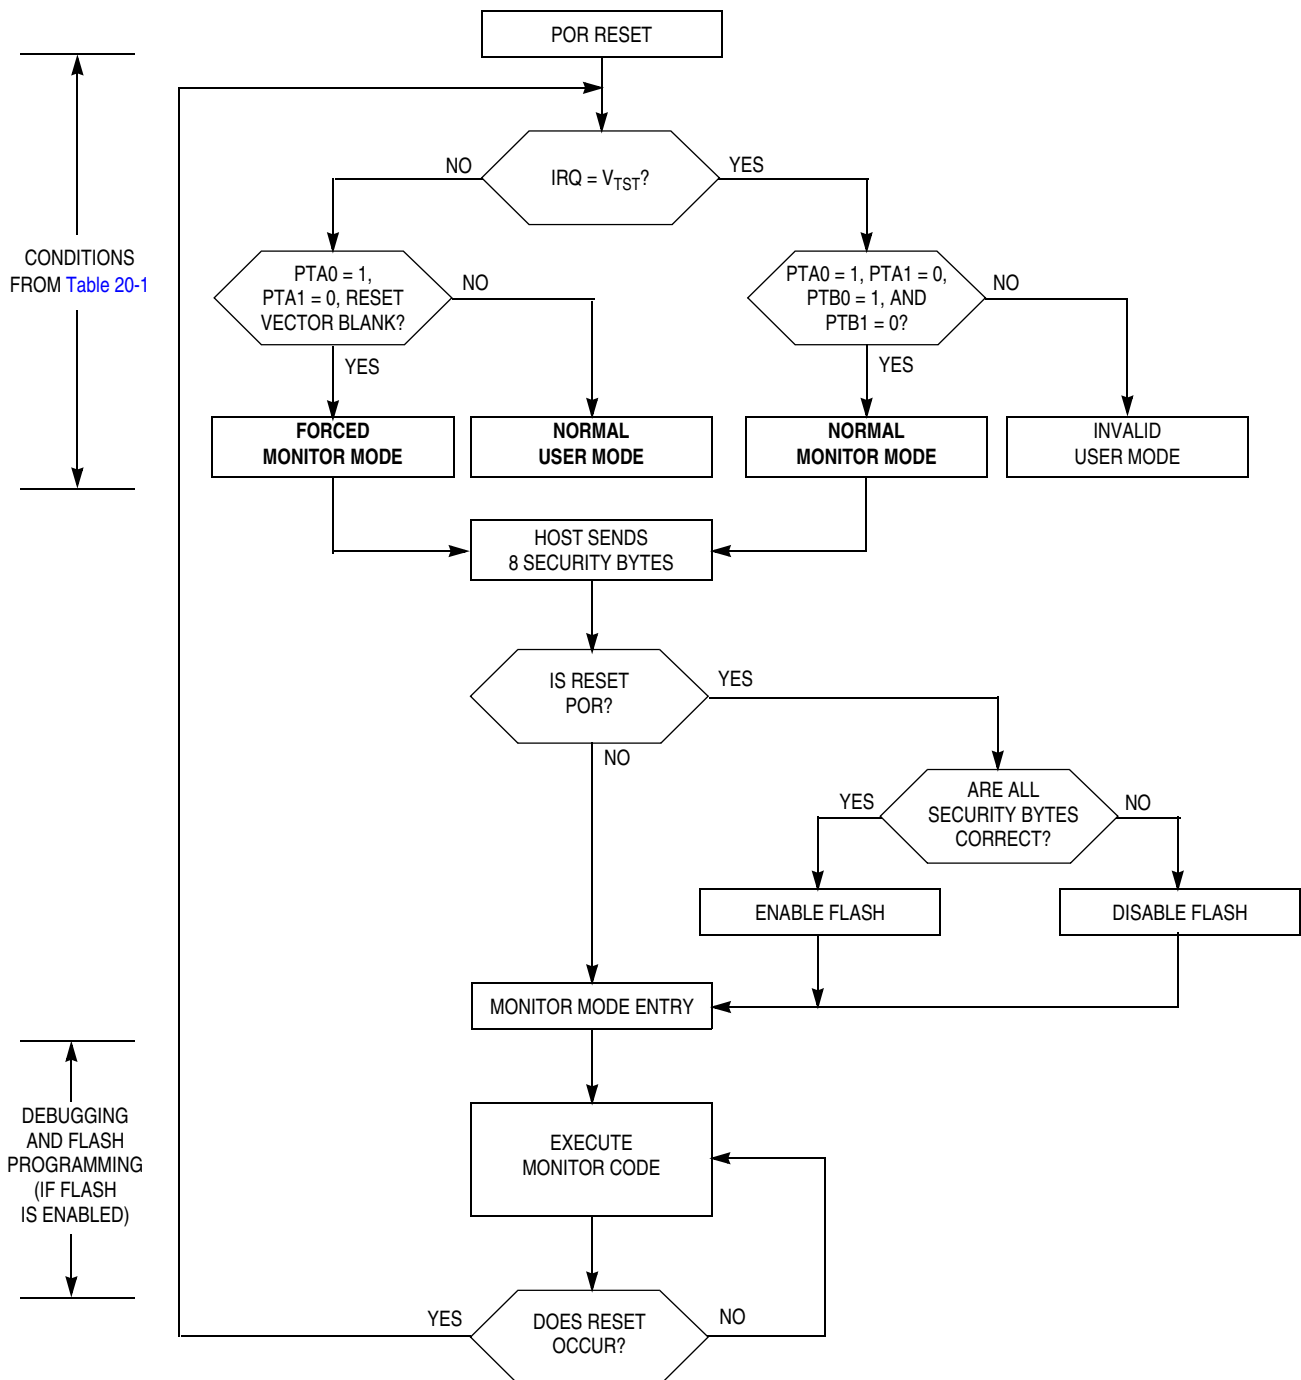 POR RESET
IRQ = VTST?
NO
YES
CONDITIONS
FROM Table 20-1
PTA0 = 1,
PTA1 = 0, RESET
VECTOR BLANK?
NO
YES
PTA0 = 1, PTA1 = 0,
PTB0 = 1, AND
PTB1 = 0?
NO
YES
FORCED
MONITOR MODE
NORMAL
USER MODE
NORMAL
MONITOR MODE
INVALID
USER MODE
HOST SENDS
8 SECURITY BYTES
IS RESET
POR?
YES
NO
ARE ALL
SECURITY BYTES
CORRECT?
YES
NO
ENABLE FLASH
DISABLE FLASH
MONITOR MODE ENTRY
DEBUGGING
AND FLASH
PROGRAMMING
(IF FLASH
IS ENABLED)
EXECUTE
MONITOR CODE
YES
DOES RESET
OCCUR?
NO